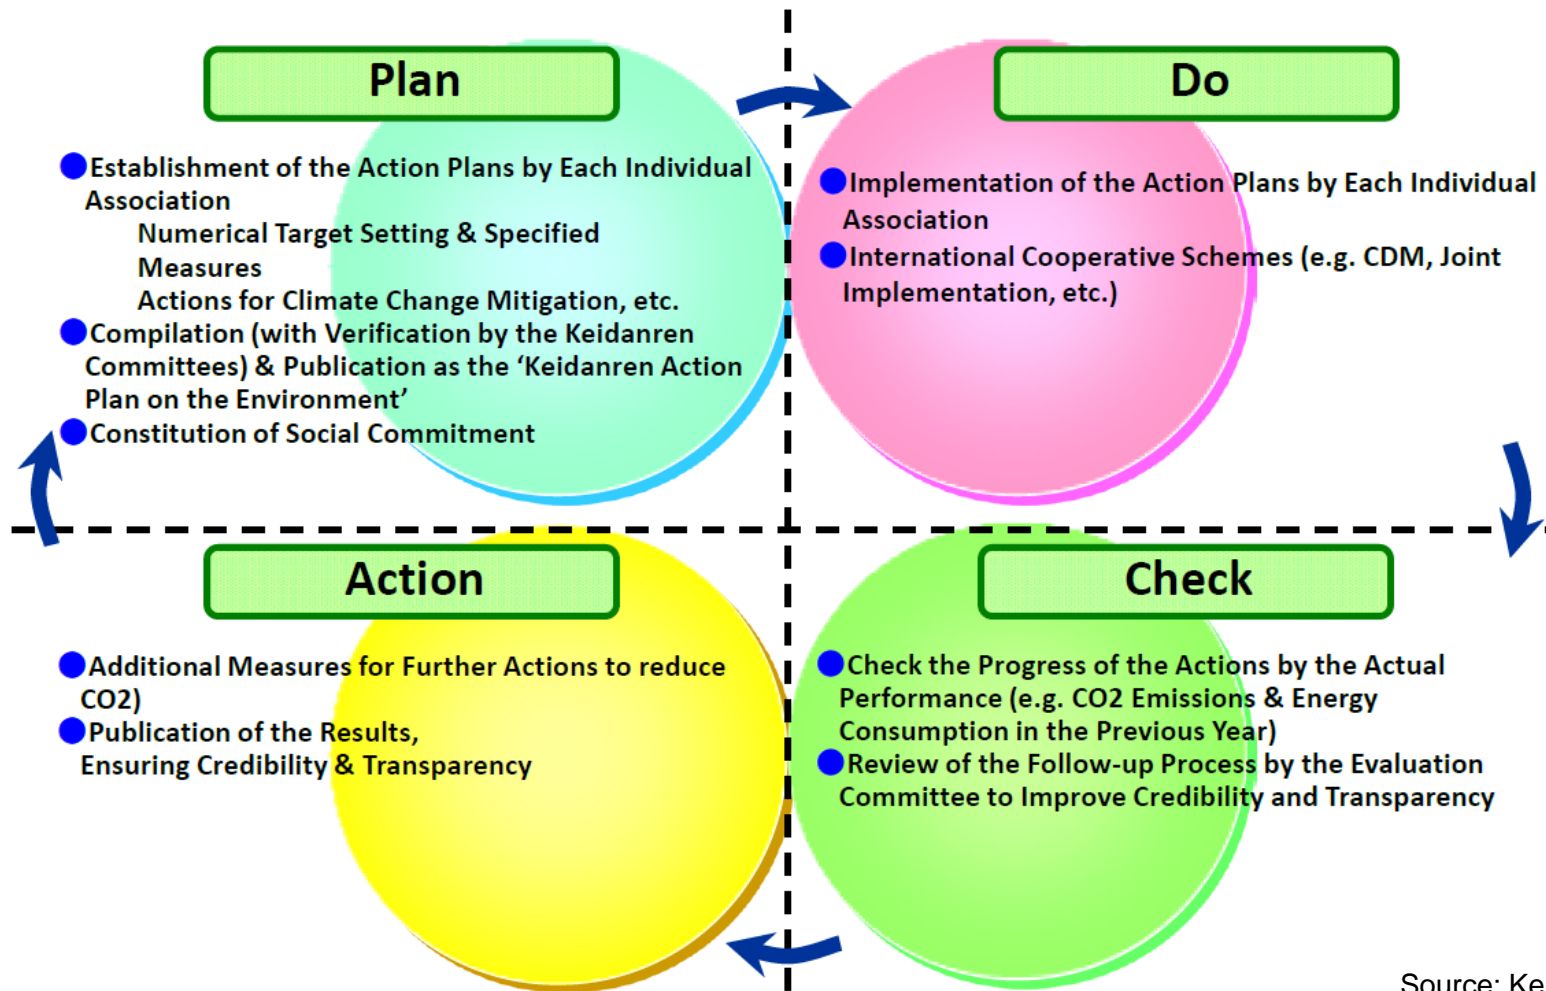 Plan
●Establishment of the Action Plans by Each Individual
Association
Numerical Target Setting & Specified
Measures
Actions for Climate Change Mitigation, etc.
●Compilation (with Verification by the Keidanren
Committees) & Publication as the ‘Keidanren Action
Plan on the Environment’
●Constitution of Social Commitment
Do
●Implementation of the Action Plans by Each Individual
Association
●International Cooperative Schemes (e.g. CDM, Joint
Implementation, etc.)
Action
●Additional Measures for Further Actions to reduce
CO2)
●Publication of the Results,
Ensuring Credibility & Transparency
Check
●Check the Progress of the Actions by the Actual
Performance (e.g. CO2 Emissions & Energy
Consumption in the Previous Year)
●Review of the Follow-up Process by the Evaluation
Committee to Improve Credibility and Transparency
Source: Ke